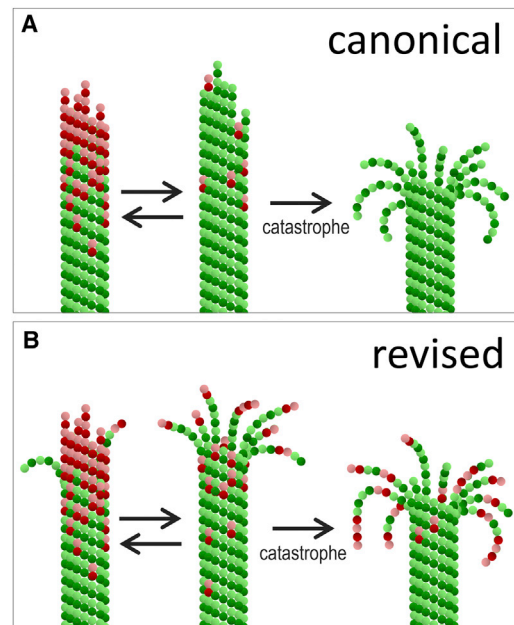 A
canonical
catastrophe
B
revised
catastrophe